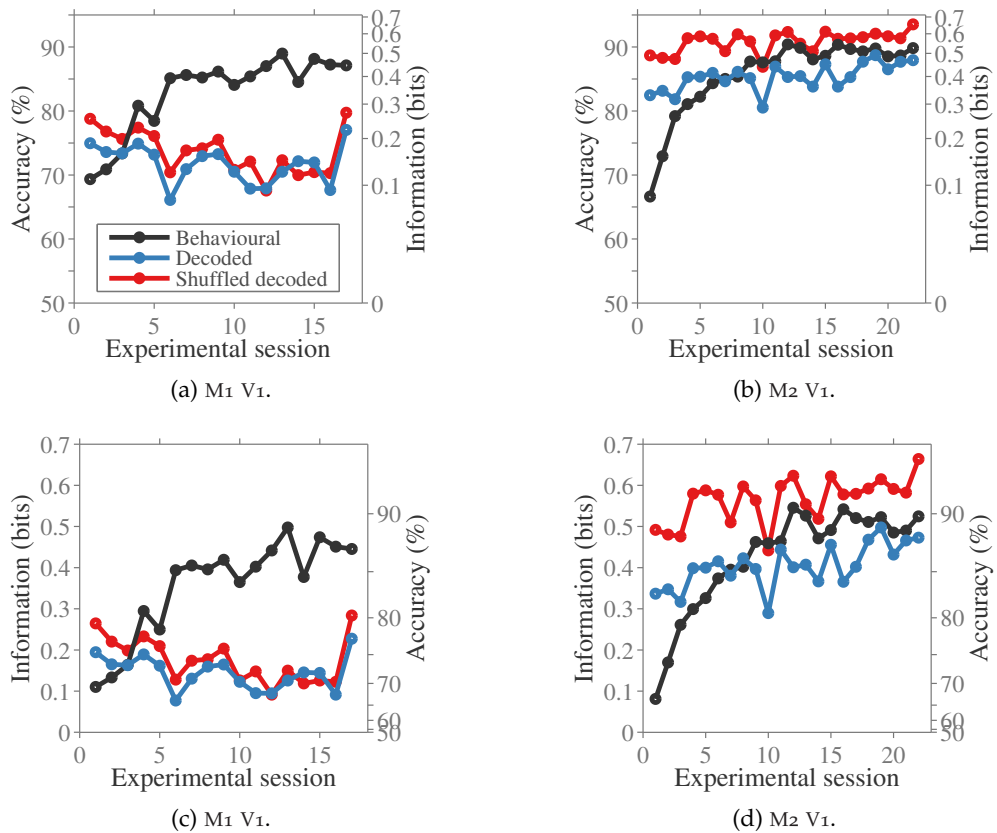 Accuracy (%)
90
80
70
60
50
0.7
0.6
0.5
0.4
0.3
0.2
0.1
0
Information (bits)
Behavioural
Decoded
Shuffled decoded
0 5 10 15
Experimental session
(a) M1 V1.
Accuracy (%)
90
80
70
60
50
0.7
0.6
0.5
0.4
0.3
0.2
0.1
0
Information (bits)
0 5 10 15 20
Experimental session
(b) M2 V1.
Information (bits)
0.7
0.6
0.5
0.4
0.3
0.2
0.1
0
90
80
70
60
50
Accuracy (%)
0 5 10 15
Experimental session
(c) M1 V1.
Information (bits)
0.7
0.6
0.5
0.4
0.3
0.2
0.1
0
90
80
70
60
50
Accuracy (%)
0 5 10 15 20
Experimental session
(d) M2 V1.